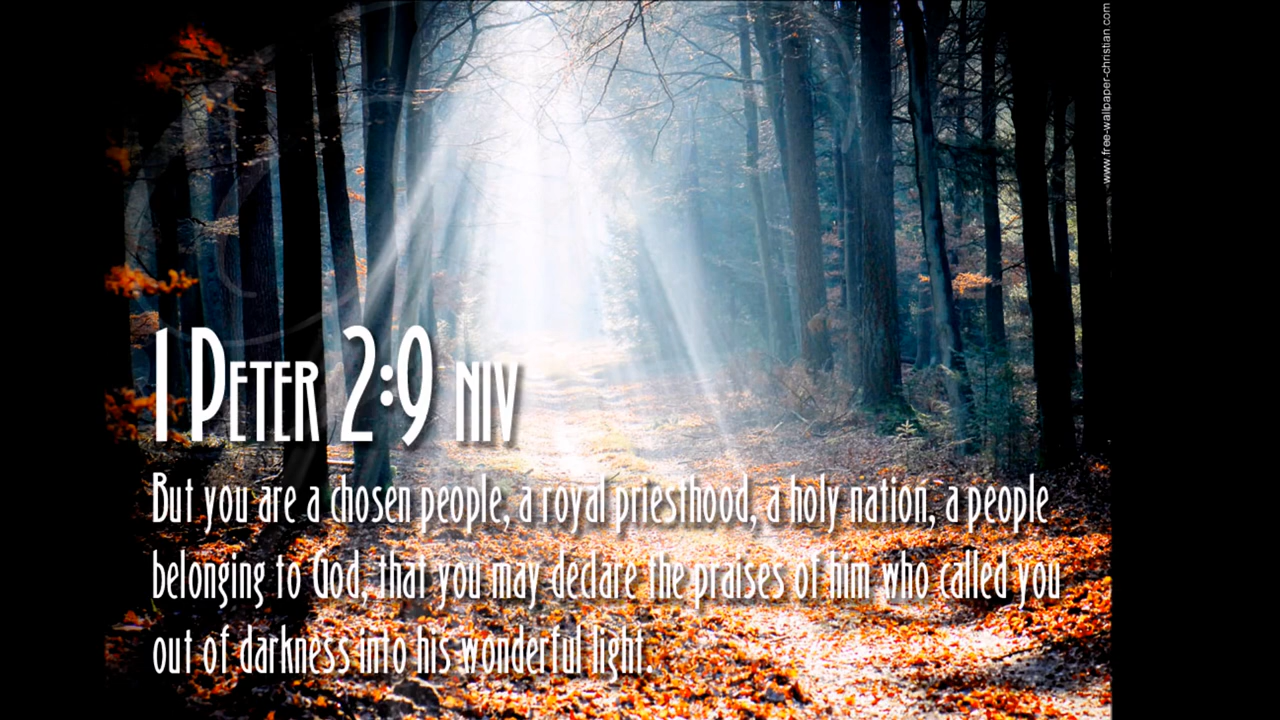 1 Peter 2:9 NIV
But you are a chosen people, a royal priesthood, a holy nation, a people
belonging to God, that you may declare the praises of him who called you
out of darkness into his wonderful light.
www.free-wallpaper-christian.com